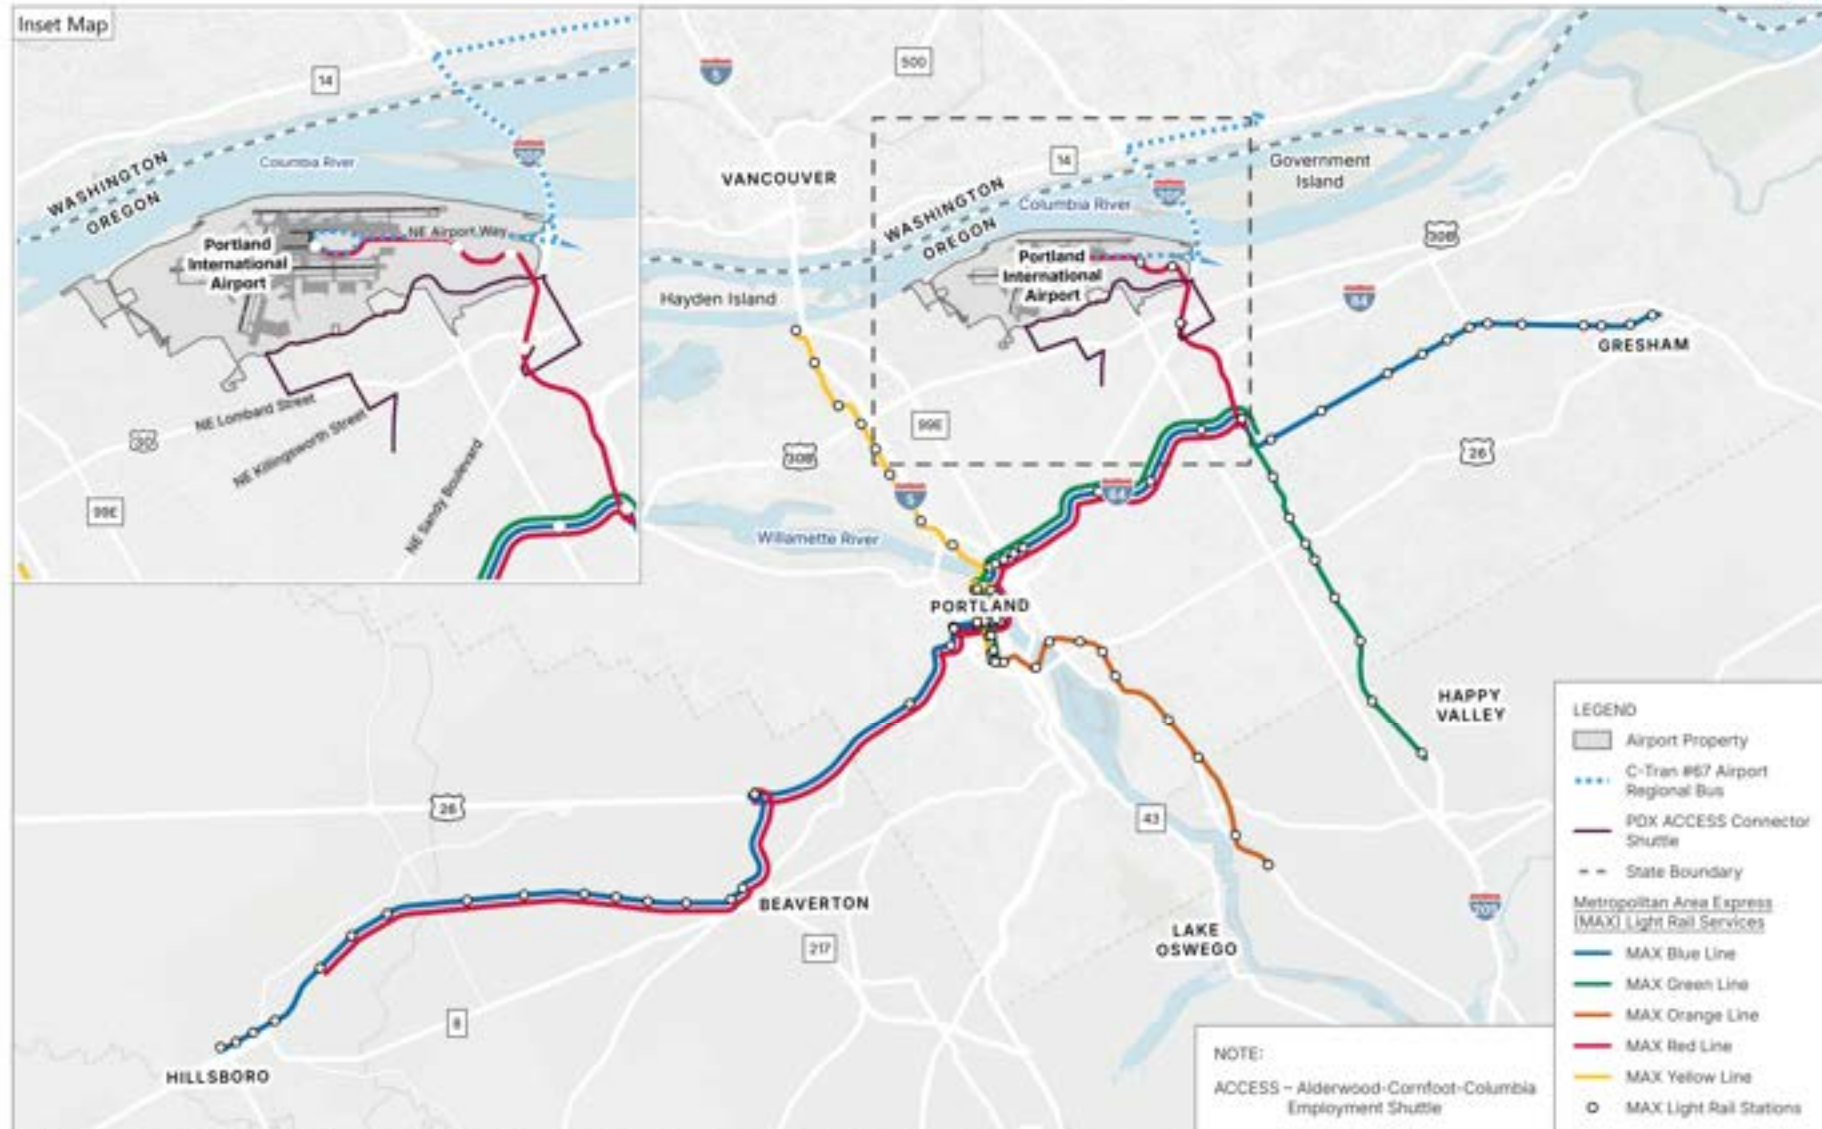 Inset Map
14
WASHINGTON
OREGON
Columbia River
205
NE Airport Way
Portland
International
Airport
NE Lombard Street
NE Killingsworth Street
NE Sandy Boulevard
30
99E
5
500
VANCOUVER
14
WASHINGTON
OREGON
Columbia River
205
Government
Island
Portland
International
Airport
Hayden Island
30B
84
GRESHAM
99E
30B
5
84
26
Willamette River
PORTLAND
HAPPY
VALLEY
26
43
BEAVERTON
217
LAKE
OSWEGO
205
8
HILLSBORO
NOTE:
ACCESS – Alderwood-Cornfoot-Columbia
Employment Shuttle
LEGEND
Airport Property
C-Tran #67 Airport
Regional Bus
PDX ACCESS Connector
Shuttle
State Boundary
Metropolitan Area Express
(MAX) Light Rail Services
MAX Blue Line
MAX Green Line
MAX Orange Line
MAX Red Line
MAX Yellow Line
MAX Light Rail Stations